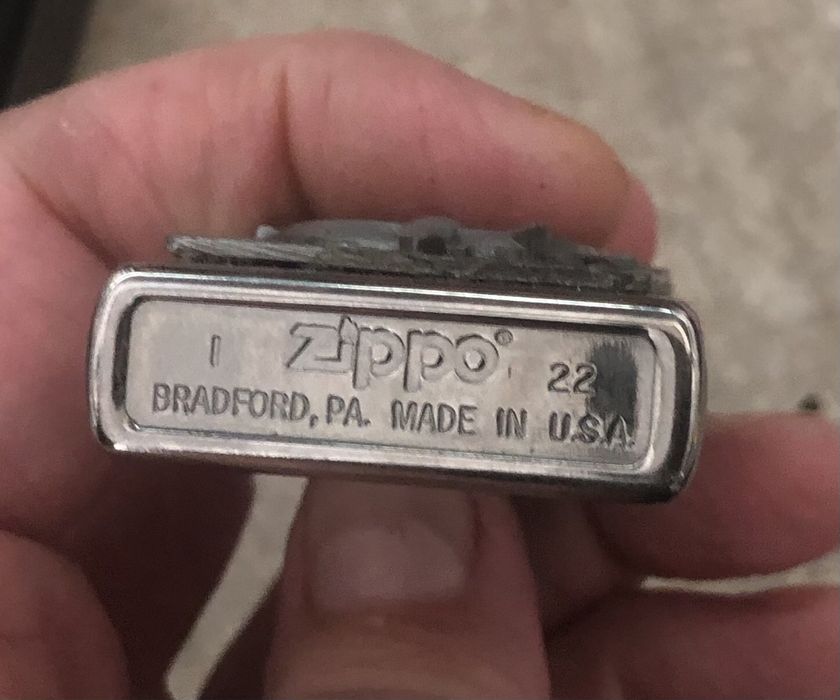 I Zippo® 22
BRADFORD, PA. MADE IN U.S.A.